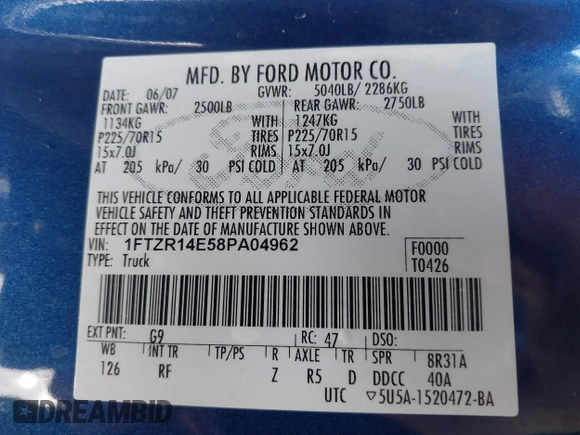 MFD. BY FORD MOTOR CO.
DATE: 06/07 GVWR: 5040LB/ 2286KG
FRONT GAWR: 2500LB REAR GAWR: 2750LB
1134KG WITH 1247KG WITH
P225/70R15 TIRES P225/70R15 TIRES
15x7.0J RIMS 15x7.0J RIMS
AT 205 kPa/ 30 PSI COLD AT 205 kPa/ 30 PSI COLD
Ford
THIS VEHICLE CONFORMS TO ALL APPLICABLE FEDERAL MOTOR
VEHICLE SAFETY AND THEFT PREVENTION STANDARDS IN
EFFECT ON THE DATE OF MANUFACTURE SHOWN ABOVE.
VIN: 1FTZR14E58PA04962 F0000
TYPE: Truck T0426
EXT PNT: G9 RC: 47 DSO:
WB INT TR TP/PS R AXLE TR SPR 8R31A
126 RF Z R5 D DDCC 40A
UTC ▽5U5A-1520472-BA
DREAMBID